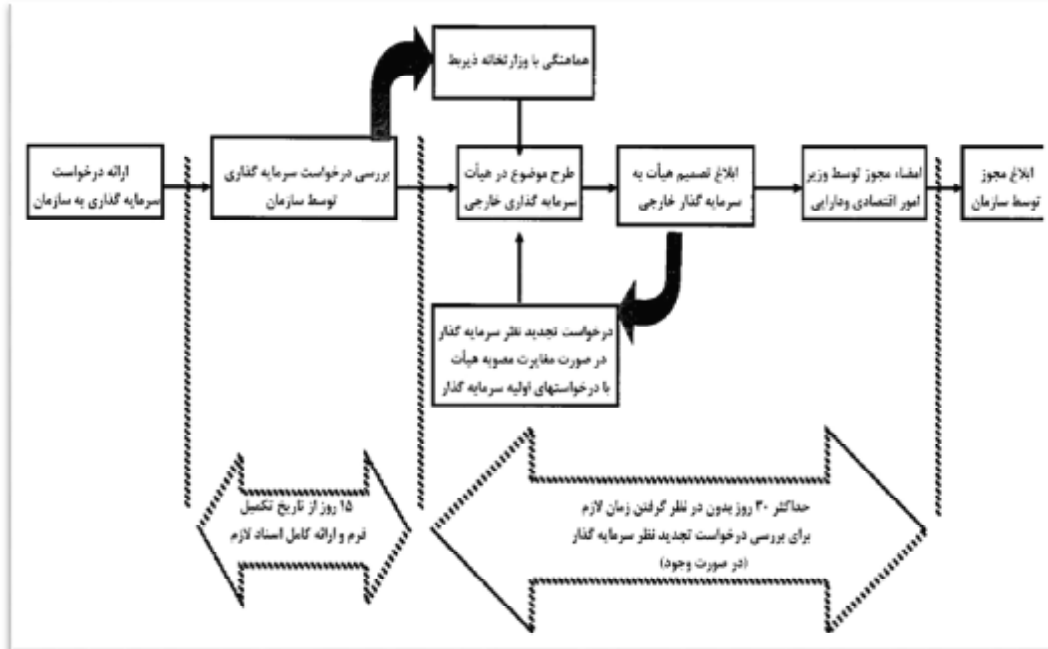 هماهنگی با وزارتخانه ذیربط
ارائه درخواست
سرمایه گذاری به سازمان
بررسی درخواست سرمایه گذاری
توسط سازمان
طرح موضوع در هیأت
سرمایه گذاری خارجی
ابلاغ تصمیم هیأت به
سرمایه گذار خارجی
امضاء مجوز توسط وزیر
امور اقتصادی ودارایی
ابلاغ مجوز
توسط سازمان
درخواست تجدید نظر سرمایه گذار
در صورت مغایرت مصوبه هیأت
با درخواستهای اولیه سرمایه گذار
۱۵ روز از تاریخ تکمیل
فرم و ارائه کامل اسناد لازم
حداکثر ۳۰ روز بدون در نظر گرفتن زمان لازم
برای بررسی درخواست تجدید نظر سرمایه گذار
(در صورت وجود)